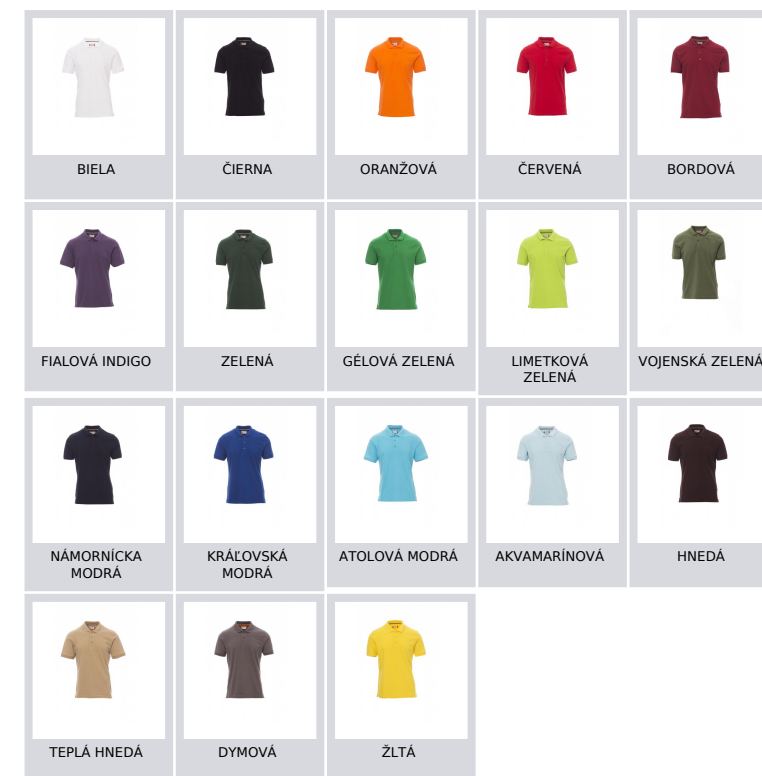 BIELA
ČIERNA
ORANŽOVÁ
ČERVENÁ
BORDOVÁ
FIALOVÁ INDIGO
ZELENÁ
GÉLOVÁ ZELENÁ
LIMETKOVÁ
ZELENÁ
VOJENSKÁ ZELENÁ
NÁMORNÍCKA
MODRÁ
KRÁĽOVSKÁ
MODRÁ
ATOLOVÁ MODRÁ
AKVAMARÍNOVÁ
HNEDÁ
TEPLÁ HNEDÁ
DYMOVÁ
ŽLTÁ